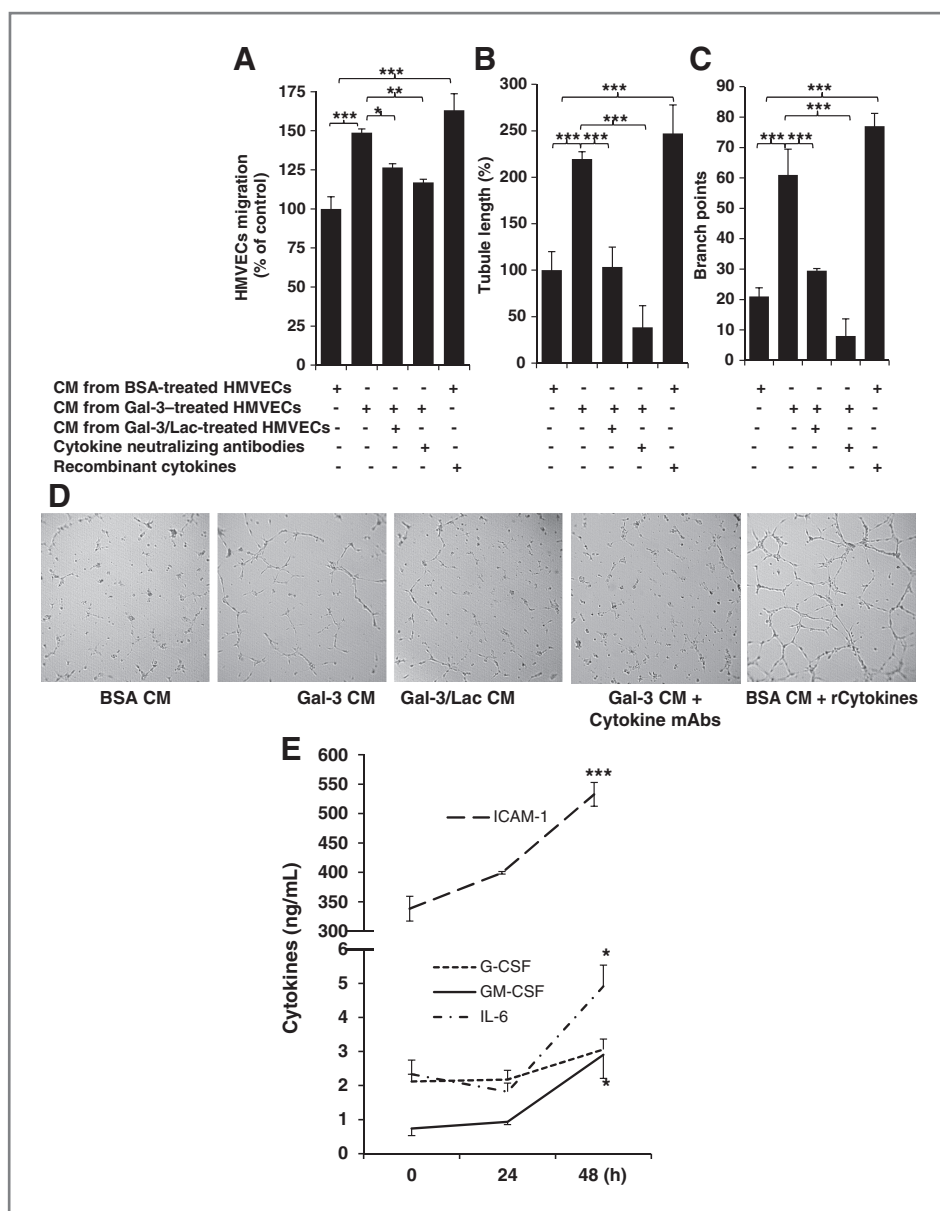 A
***
**
***
*
HMVECs migration
(% of control)
175
150
125
100
75
50
25
0
B
***
***
*** ***
Tubule length (%)
300
250
200
150
100
50
0
C
***
***
*** ***
Branch points
90
80
70
60
50
40
30
20
10
0
CM from BSA-treated HMVECs + - - - + + - - - + + - - - +
CM from Gal-3–treated HMVECs - + + + - - + + + - - + + + -
CM from Gal-3/Lac-treated HMVECs - - + - - - - + - - - - + - -
Cytokine neutralizing antibodies - - - + - - - - + - - - - + -
Recombinant cytokines - - - - + - - - - + - - - - +
D
BSA CM
Gal-3 CM
Gal-3/Lac CM
Gal-3 CM +
Cytokine mAbs
BSA CM + rCytokines
E
Cytokines (ng/mL)
600
550
500
450
400
350
300
6
5
4
3
2
1
0
***
ICAM-1
G-CSF
GM-CSF
IL-6
*
*
0 24 48 (h)